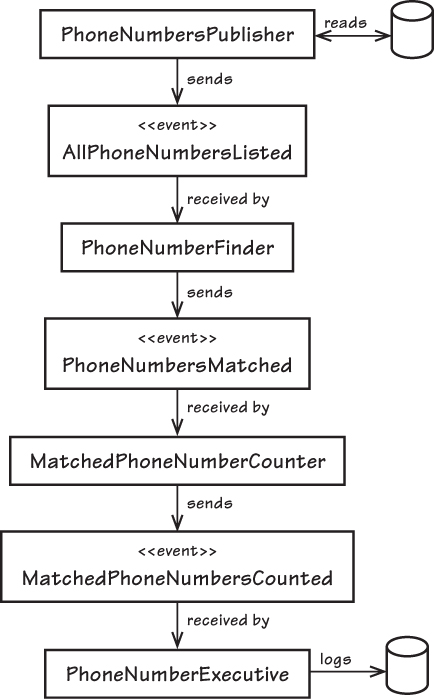 PhoneNumbersPublisher
reads
sends
<<event>>
AllPhoneNumbersListed
received by
PhoneNumberFinder
sends
<<event>>
PhoneNumbersMatched
received by
MatchedPhoneNumberCounter
sends
<<event>>
MatchedPhoneNumbersCounted
received by
PhoneNumberExecutive
logs